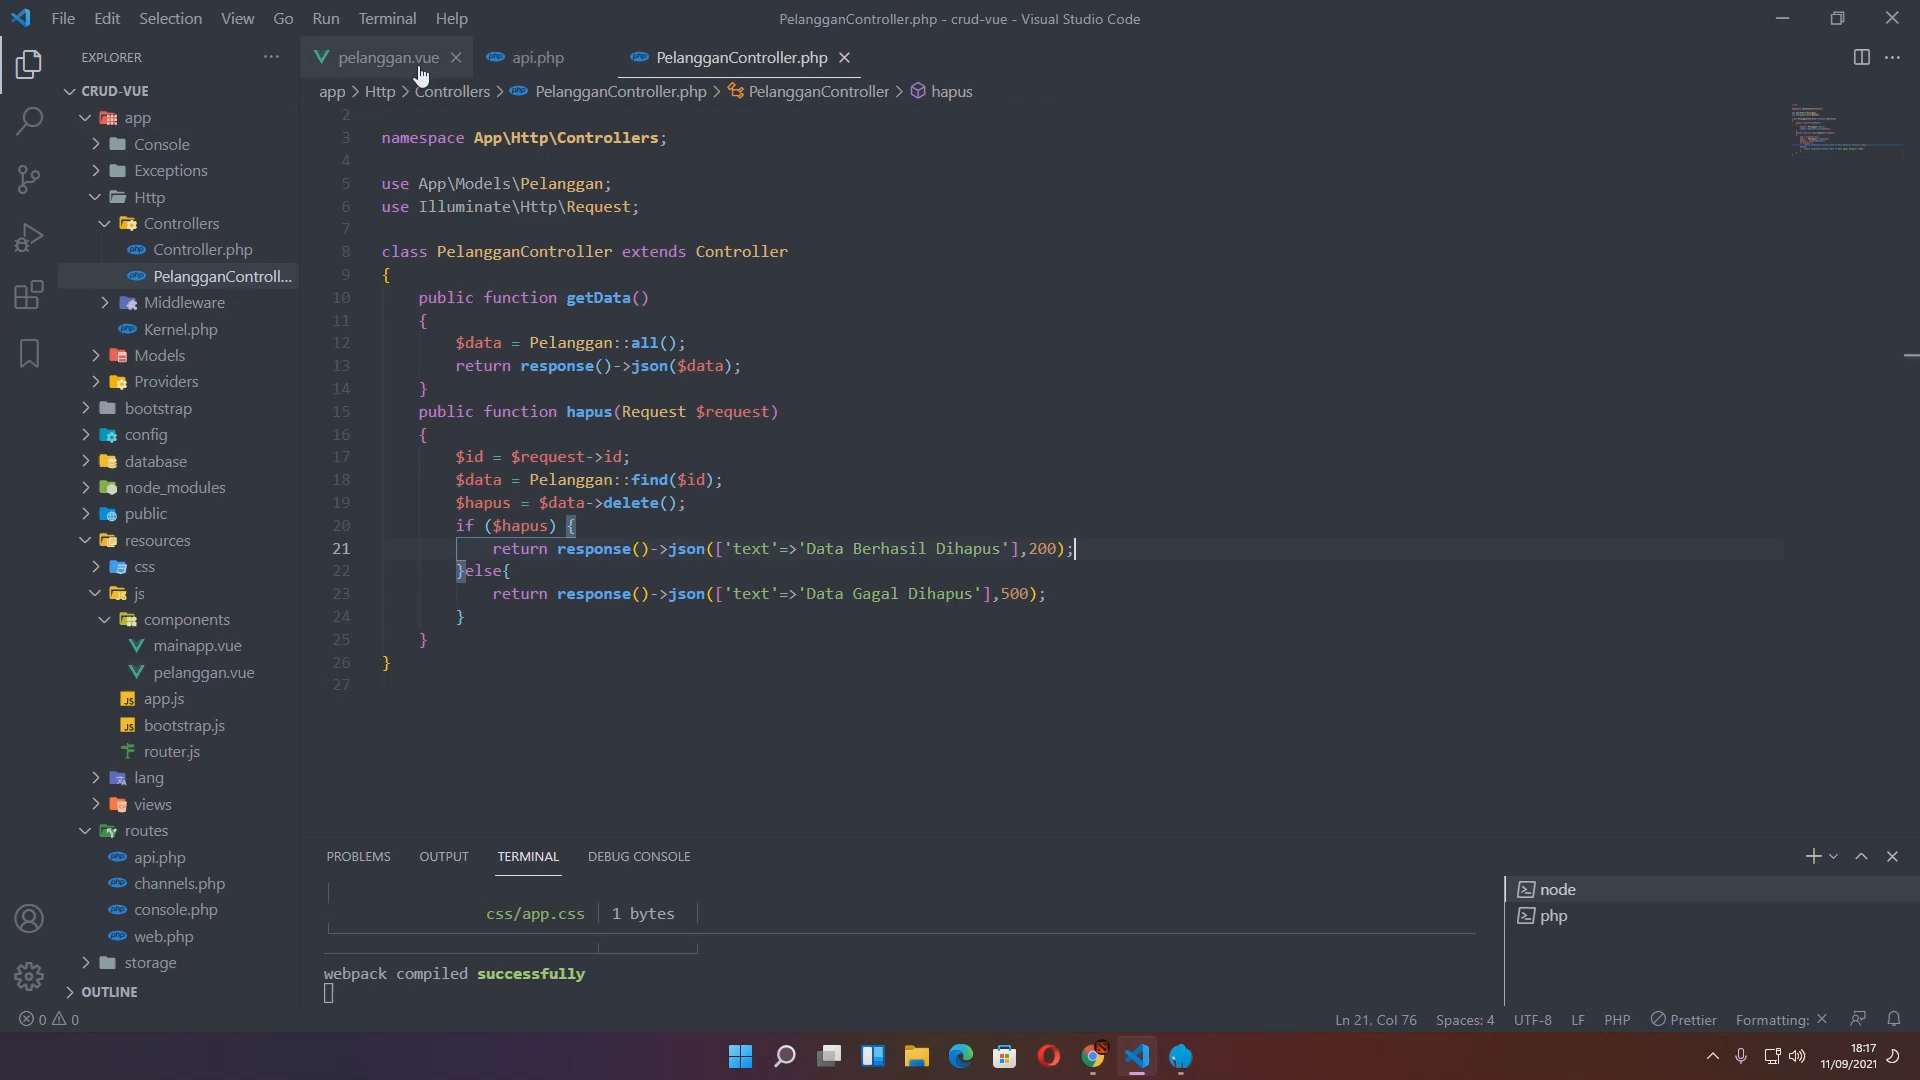 File Edit Selection View Go Run Terminal Help
PelangganController.php - crud-vue - Visual Studio Code
EXPLORER
pelanggan.vue
api.php
PelangganController.php
CRUD-VUE
app > Http > Controllers > PelangganController.php > PelangganController > hapus
app
Console
Exceptions
Http
Controllers
Controller.php
PelangganControll...
Middleware
Kernel.php
Models
Providers
bootstrap
config
database
node_modules
public
resources
css
js
components
mainapp.vue
pelanggan.vue
app.js
bootstrap.js
router.js
lang
views
routes
api.php
channels.php
console.php
web.php
storage
OUTLINE
2
3 namespace App\Http\Controllers;
4
5 use App\Models\Pelanggan;
6 use Illuminate\Http\Request;
7
8 class PelangganController extends Controller
9 {
10 public function getData()
11 {
12 $data = Pelanggan::all();
13 return response()->json($data);
14 }
15 public function hapus(Request $request)
16 {
17 $id = $request->id;
18 $data = Pelanggan::find($id);
19 $hapus = $data->delete();
20 if ($hapus) {
21 return response()->json(['text'=>'Data Berhasil Dihapus'],200);
22 }else{
23 return response()->json(['text'=>'Data Gagal Dihapus'],500);
24 }
25 }
26 }
27
PROBLEMS OUTPUT TERMINAL DEBUG CONSOLE
css/app.css 1 bytes
webpack compiled successfully
node
php
0 0
Ln 21, Col 76 Spaces: 4 UTF-8 LF PHP Prettier Formatting: ×
18:17
11/09/2021